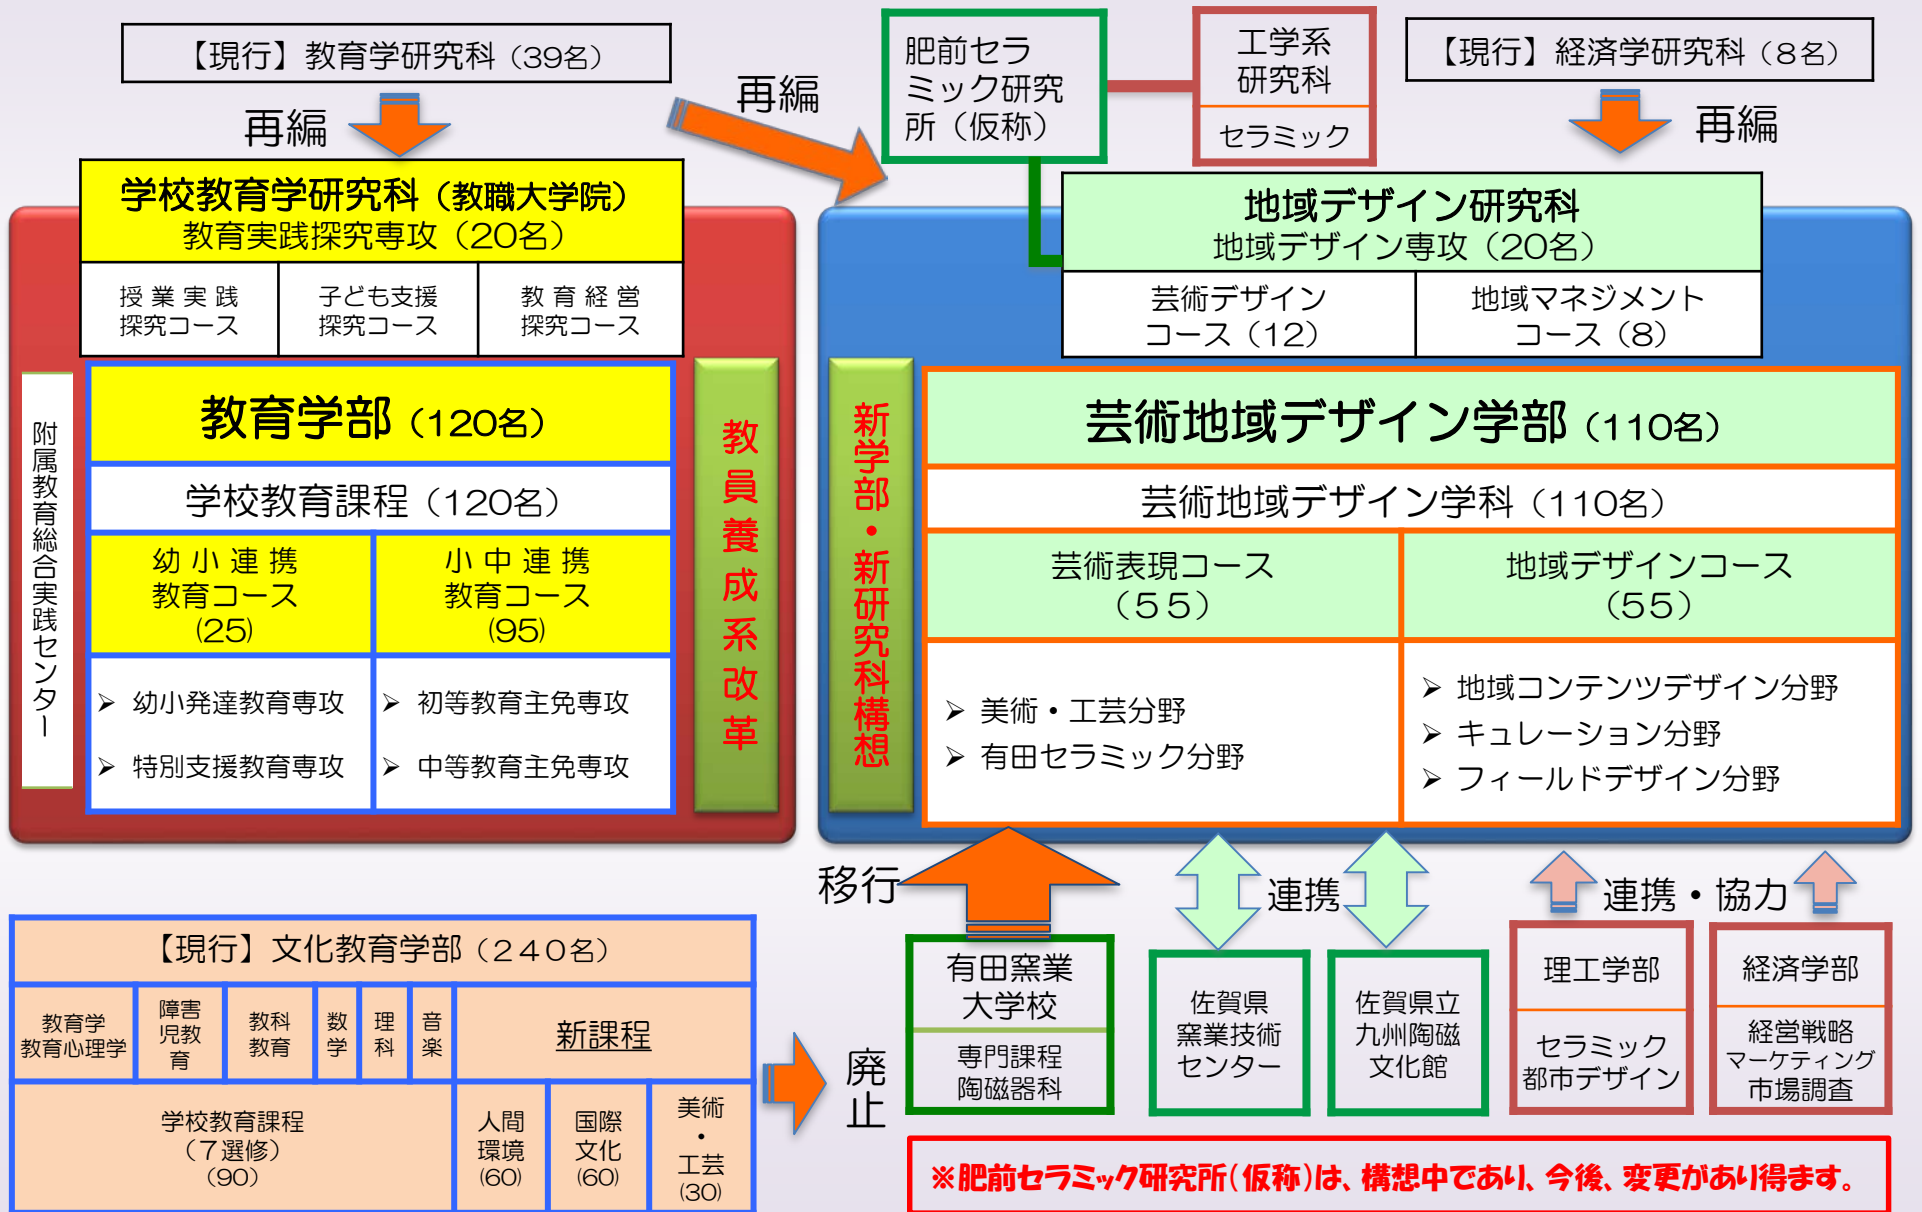 【現行】教育学研究科（39名）
再編
再編
肥前セラ
ミック研究
所（仮称）
工学系
研究科
セラミック
【現行】経済学研究科（8名）
再編
学校教育学研究科（教職大学院）
教育実践探究専攻（20名）
授業実践
探究コース
子ども支援
探究コース
教育経営
探究コース
附属教育総合実践センター
教育学部（120名）
学校教育課程（120名）
幼小連携
教育コース
(25)
小中連携
教育コース
(95)
➢ 幼小発達教育専攻
➢ 特別支援教育専攻
➢ 初等教育主免専攻
➢ 中等教育主免専攻
教員養成系改革
新学部・新研究科構想
地域デザイン研究科
地域デザイン専攻（20名）
芸術デザイン
コース（12）
地域マネジメント
コース（8）
芸術地域デザイン学部（110名）
芸術地域デザイン学科（110名）
芸術表現コース
（５５）
地域デザインコース
（５５）
➢ 美術・工芸分野
➢ 有田セラミック分野
➢ 地域コンテンツデザイン分野
➢ キュレーション分野
➢ フィールドデザイン分野
移行
連携
連携・協力
【現行】文化教育学部（２４０名）
教育学
教育心理学
障害
児教
育
教科
教育
数
学
理
科
音
楽
新課程
学校教育課程
（７選修）
（90）
人間
環境
(60)
国際
文化
(60)
美術
・
工芸
(30)
廃
止
有田窯業
大学校
専門課程
陶磁器科
佐賀県
窯業技術
センター
佐賀県立
九州陶磁
文化館
理工学部
セラミック
都市デザイン
経済学部
経営戦略
マーケティング
市場調査
※肥前セラミック研究所（仮称）は、構想中であり、今後、変更があり得ます。